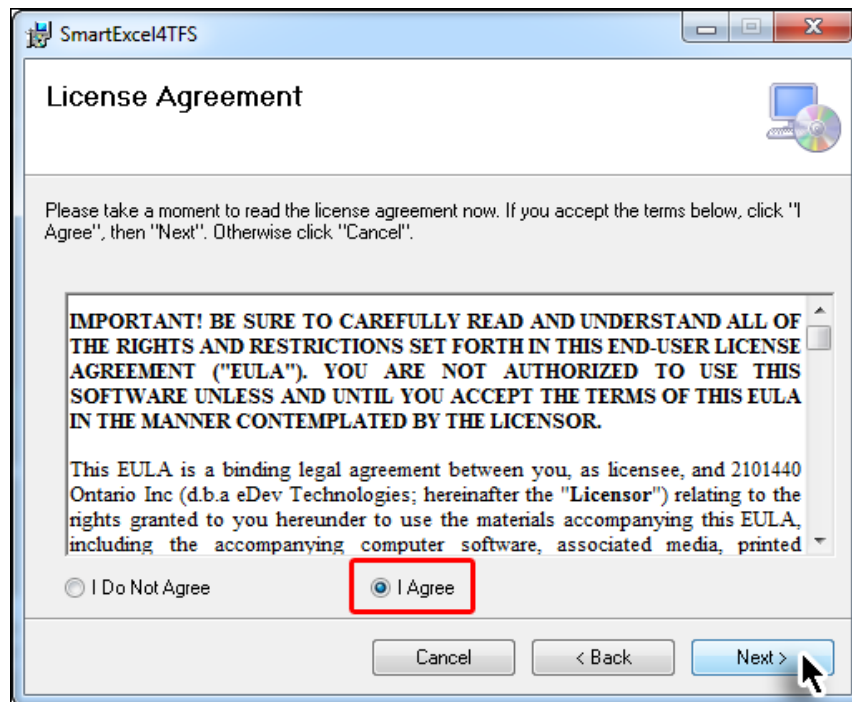 SmartExcel4TFS
License Agreement
Please take a moment to read the license agreement now. If you accept the terms below, click "I
Agree", then "Next". Otherwise click "Cancel".
IMPORTANT! BE SURE TO CAREFULLY READ AND UNDERSTAND ALL OF
THE RIGHTS AND RESTRICTIONS SET FORTH IN THIS END-USER LICENSE
AGREEMENT ("EULA"). YOU ARE NOT AUTHORIZED TO USE THIS
SOFTWARE UNLESS AND UNTIL YOU ACCEPT THE TERMS OF THIS EULA
IN THE MANNER CONTEMPLATED BY THE LICENSOR.
This EULA is a binding legal agreement between you, as licensee, and 2101440
Ontario Inc (d.b.a eDev Technologies; hereinafter the "Licensor") relating to the
rights granted to you hereunder to use the materials accompanying this EULA,
including the accompanying computer software, associated media, printed
I Do Not Agree I Agree
Cancel < Back Next >